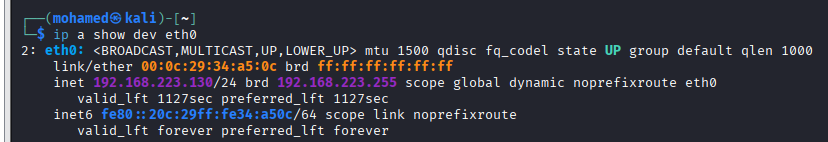 ┌──(mohamed㉿kali)-[~]
└─$ ip a show dev eth0
2: eth0: <BROADCAST,MULTICAST,UP,LOWER_UP> mtu 1500 qdisc fq_codel state UP group default qlen 1000
link/ether 00:0c:29:34:a5:0c brd ff:ff:ff:ff:ff:ff
inet 192.168.223.130/24 brd 192.168.223.255 scope global dynamic noprefixroute eth0
valid_lft 1127sec preferred_lft 1127sec
inet6 fe80::20c:29ff:fe34:a50c/64 scope link noprefixroute
valid_lft forever preferred_lft forever